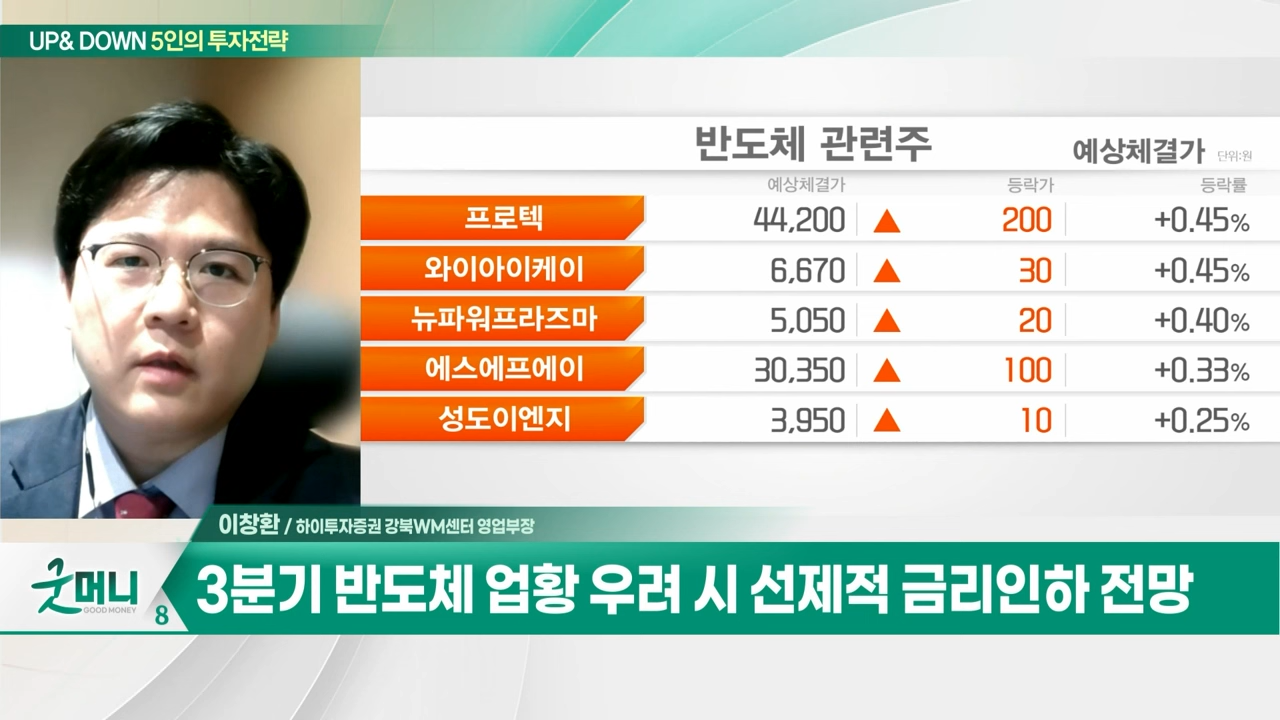 UP& DOWN 5인의 투자전략
반도체 관련주 예상체결가 단위:원
예상체결가 등락가 등락률
프로텍 44,200 ▲ 200 +0.45%
와이아이케이 6,670 ▲ 30 +0.45%
뉴파워프라즈마 5,050 ▲ 20 +0.40%
에스에프에이 30,350 ▲ 100 +0.33%
성도이엔지 3,950 ▲ 10 +0.25%
이창환 / 하이투자증권 강북WM센터 영업부장
굿머니
GOOD MONEY
8
3분기 반도체 업황 우려 시 선제적 금리인하 전망